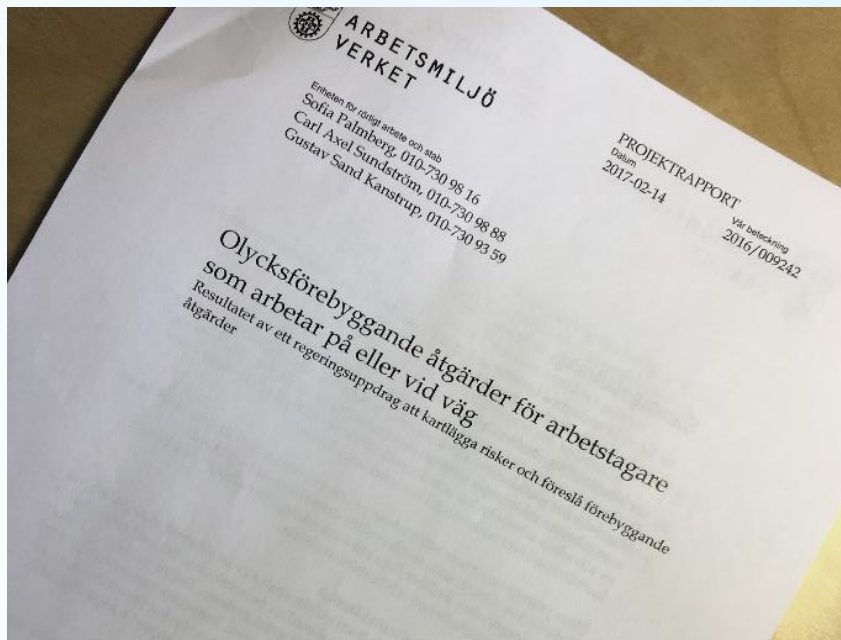 ARBETSMILJÖ
VERKET
Enheten för rörligt arbete och stab
Sofia Palmberg, 010-730 98 16
Carl Axel Sundström, 010-730 98 88
Gustav Sand Kanstrup, 010-730 93 59
PROJEKTRAPPORT
Datum
2017-02-14
Vår beteckning
2016/009242
Olycksförebyggande åtgärder för arbetstagare
som arbetar på eller vid väg
Resultatet av ett regeringsuppdrag att kartlägga risker och föreslå förebyggande
åtgärder